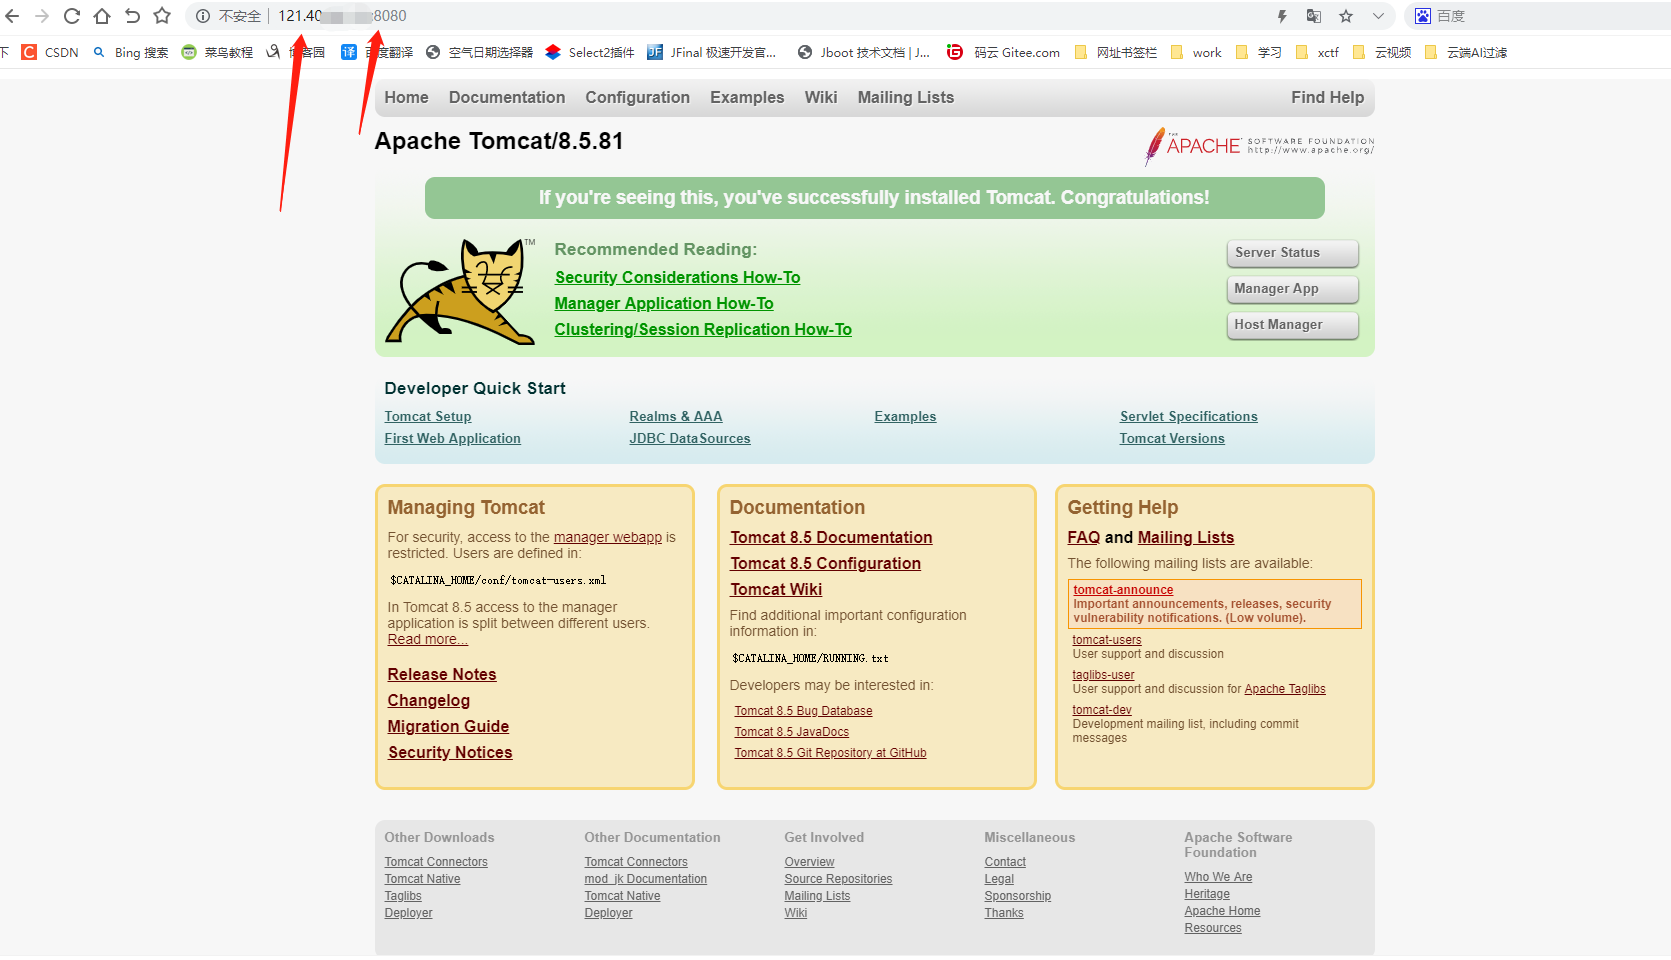 不安全 121.40 :8080 百度
下 CSDN Bing 搜索 菜鸟教程 客园 百度翻译 空气日期选择器 Select2插件 JFinal 极速开发官... Jboot 技术文档 | J... 码云 Gitee.com 网址书签栏 work 学习 xctf 云视频 云端AI过滤
Home Documentation Configuration Examples Wiki Mailing Lists Find Help
Apache Tomcat/8.5.81
THE APACHE SOFTWARE FOUNDATION
http://www.apache.org/
If you're seeing this, you've successfully installed Tomcat. Congratulations!
TM
Recommended Reading:
Security Considerations How-To
Manager Application How-To
Clustering/Session Replication How-To
Server Status
Manager App
Host Manager
Developer Quick Start
Tomcat Setup Realms & AAA Examples Servlet Specifications
First Web Application JDBC DataSources Tomcat Versions
Managing Tomcat
For security, access to the manager webapp is
restricted. Users are defined in:
$CATALINA_HOME/conf/tomcat-users.xml
In Tomcat 8.5 access to the manager
application is split between different users.
Read more...
Release Notes
Changelog
Migration Guide
Security Notices
Documentation
Tomcat 8.5 Documentation
Tomcat 8.5 Configuration
Tomcat Wiki
Find additional important configuration
information in:
$CATALINA_HOME/RUNNING.txt
Developers may be interested in:
Tomcat 8.5 Bug Database
Tomcat 8.5 JavaDocs
Tomcat 8.5 Git Repository at GitHub
Getting Help
FAQ and Mailing Lists
The following mailing lists are available:
tomcat-announce
Important announcements, releases, security
vulnerability notifications. (Low volume).
tomcat-users
User support and discussion
taglibs-user
User support and discussion for Apache Taglibs
tomcat-dev
Development mailing list, including commit
messages
Other Downloads
Tomcat Connectors
Tomcat Native
Taglibs
Deployer
Other Documentation
Tomcat Connectors
mod_jk Documentation
Tomcat Native
Deployer
Get Involved
Overview
Source Repositories
Mailing Lists
Wiki
Miscellaneous
Contact
Legal
Sponsorship
Thanks
Apache Software
Foundation
Who We Are
Heritage
Apache Home
Resources